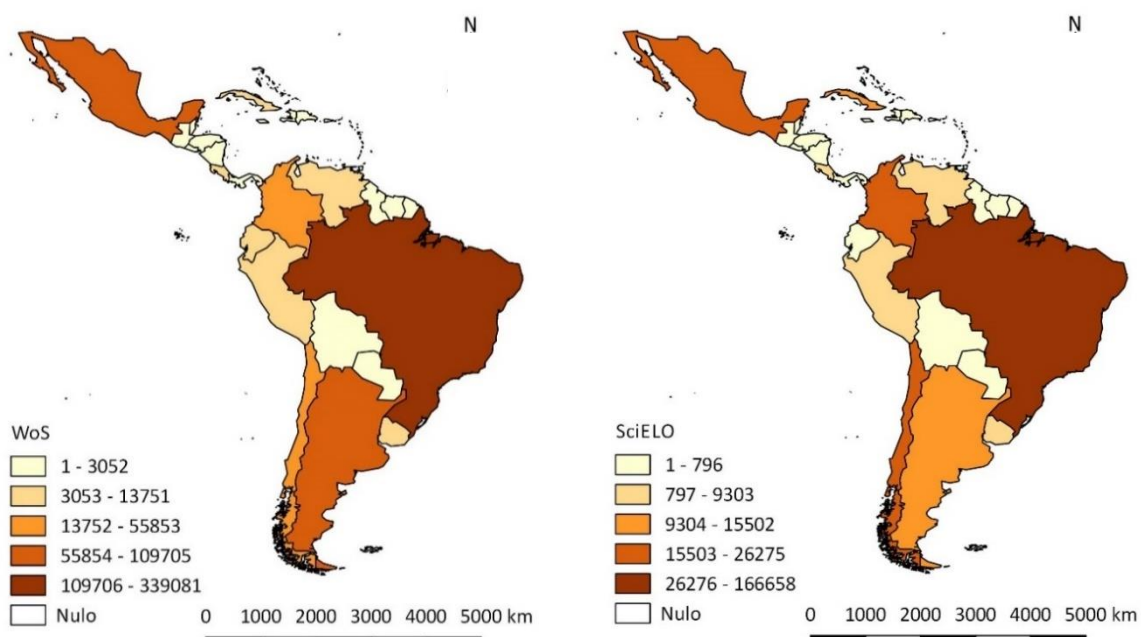 N
WoS
1 - 3052
3053 - 13751
13752 - 55853
55854 - 109705
109706 - 339081
Nulo
0 1000 2000 3000 4000 5000 km
N
SciELO
1 - 796
797 - 9303
9304 - 15502
15503 - 26275
26276 - 166658
Nulo
0 1000 2000 3000 4000 5000 km